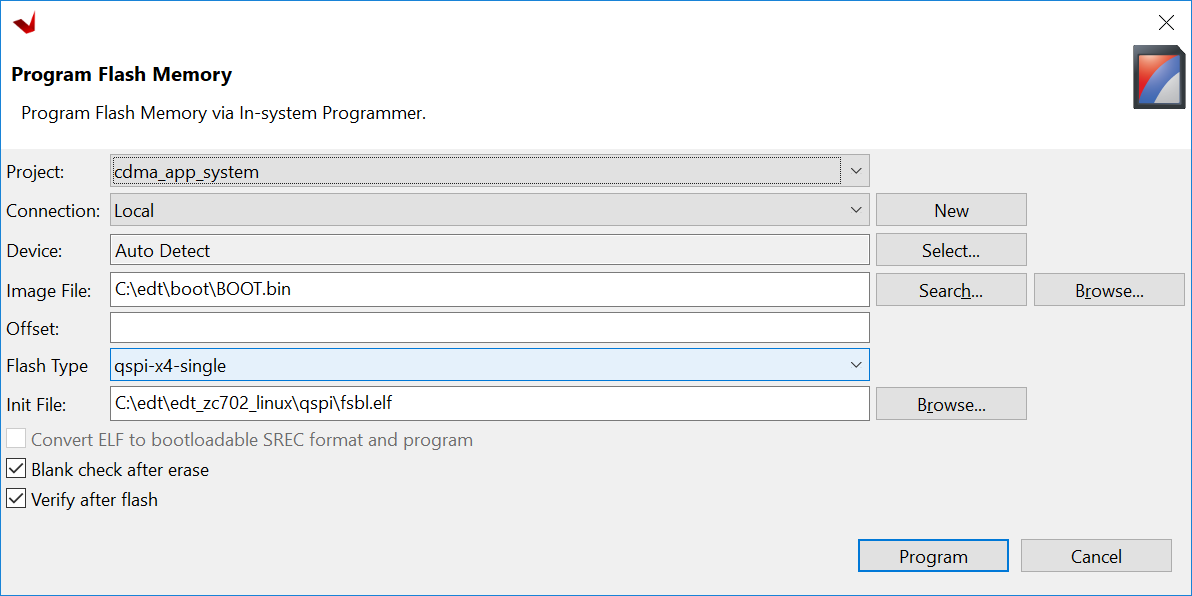 Program Flash Memory
Program Flash Memory via In-system Programmer.
Project: cdma_app_system
Connection: Local New
Device: Auto Detect Select...
Image File: C:\edt\boot\BOOT.bin Search... Browse...
Offset:
Flash Type qspi-x4-single
Init File: C:\edt\edt_zc702_linux\qspi\fsbl.elf Browse...
Convert ELF to bootloadable SREC format and program
Blank check after erase
Verify after flash
Program Cancel